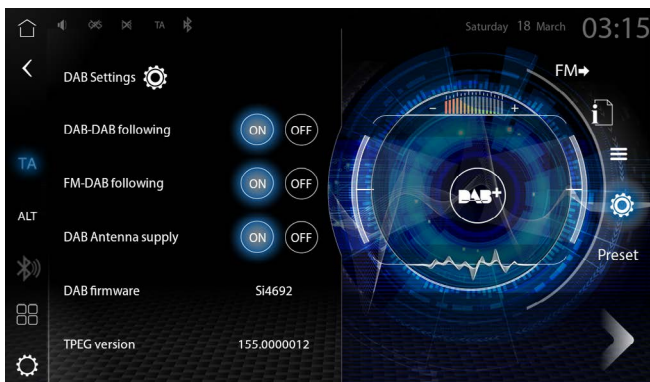 TA
Saturday 18 March 03:15
DAB Settings
FM
DAB-DAB following ON OFF
- +
TA
FM-DAB following ON OFF
DAB+
ALT
DAB Antenna supply ON OFF
Preset
DAB firmware Si4692
TPEG version 155.0000012